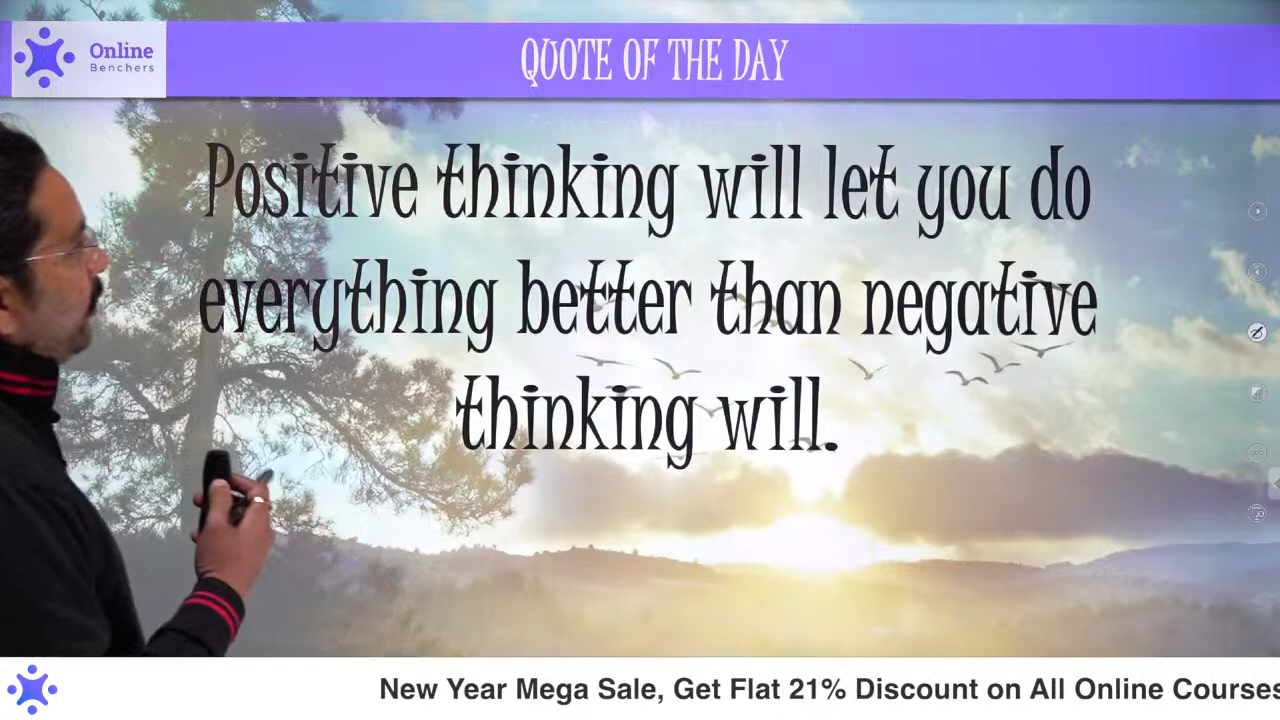 Online
Benchers
QUOTE OF THE DAY
Positive thinking will let you do
everything better than negative
thinking will.
New Year Mega Sale, Get Flat 21% Discount on All Online Courses